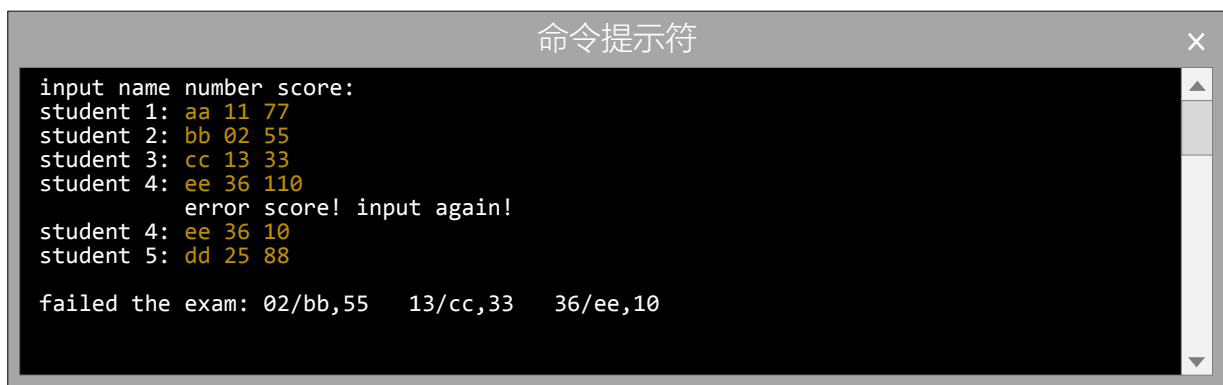 命令提示符
input name number score:
student 1: aa 11 77
student 2: bb 02 55
student 3: cc 13 33
student 4: ee 36 110
error score! input again!
student 4: ee 36 10
student 5: dd 25 88
failed the exam: 02/bb,55 13/cc,33 36/ee,10